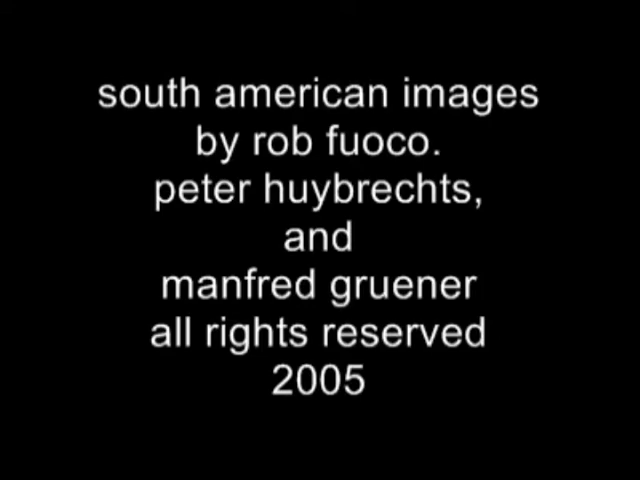 south american images
by rob fuoco.
peter huybrechts,
and
manfred gruener
all rights reserved
2005